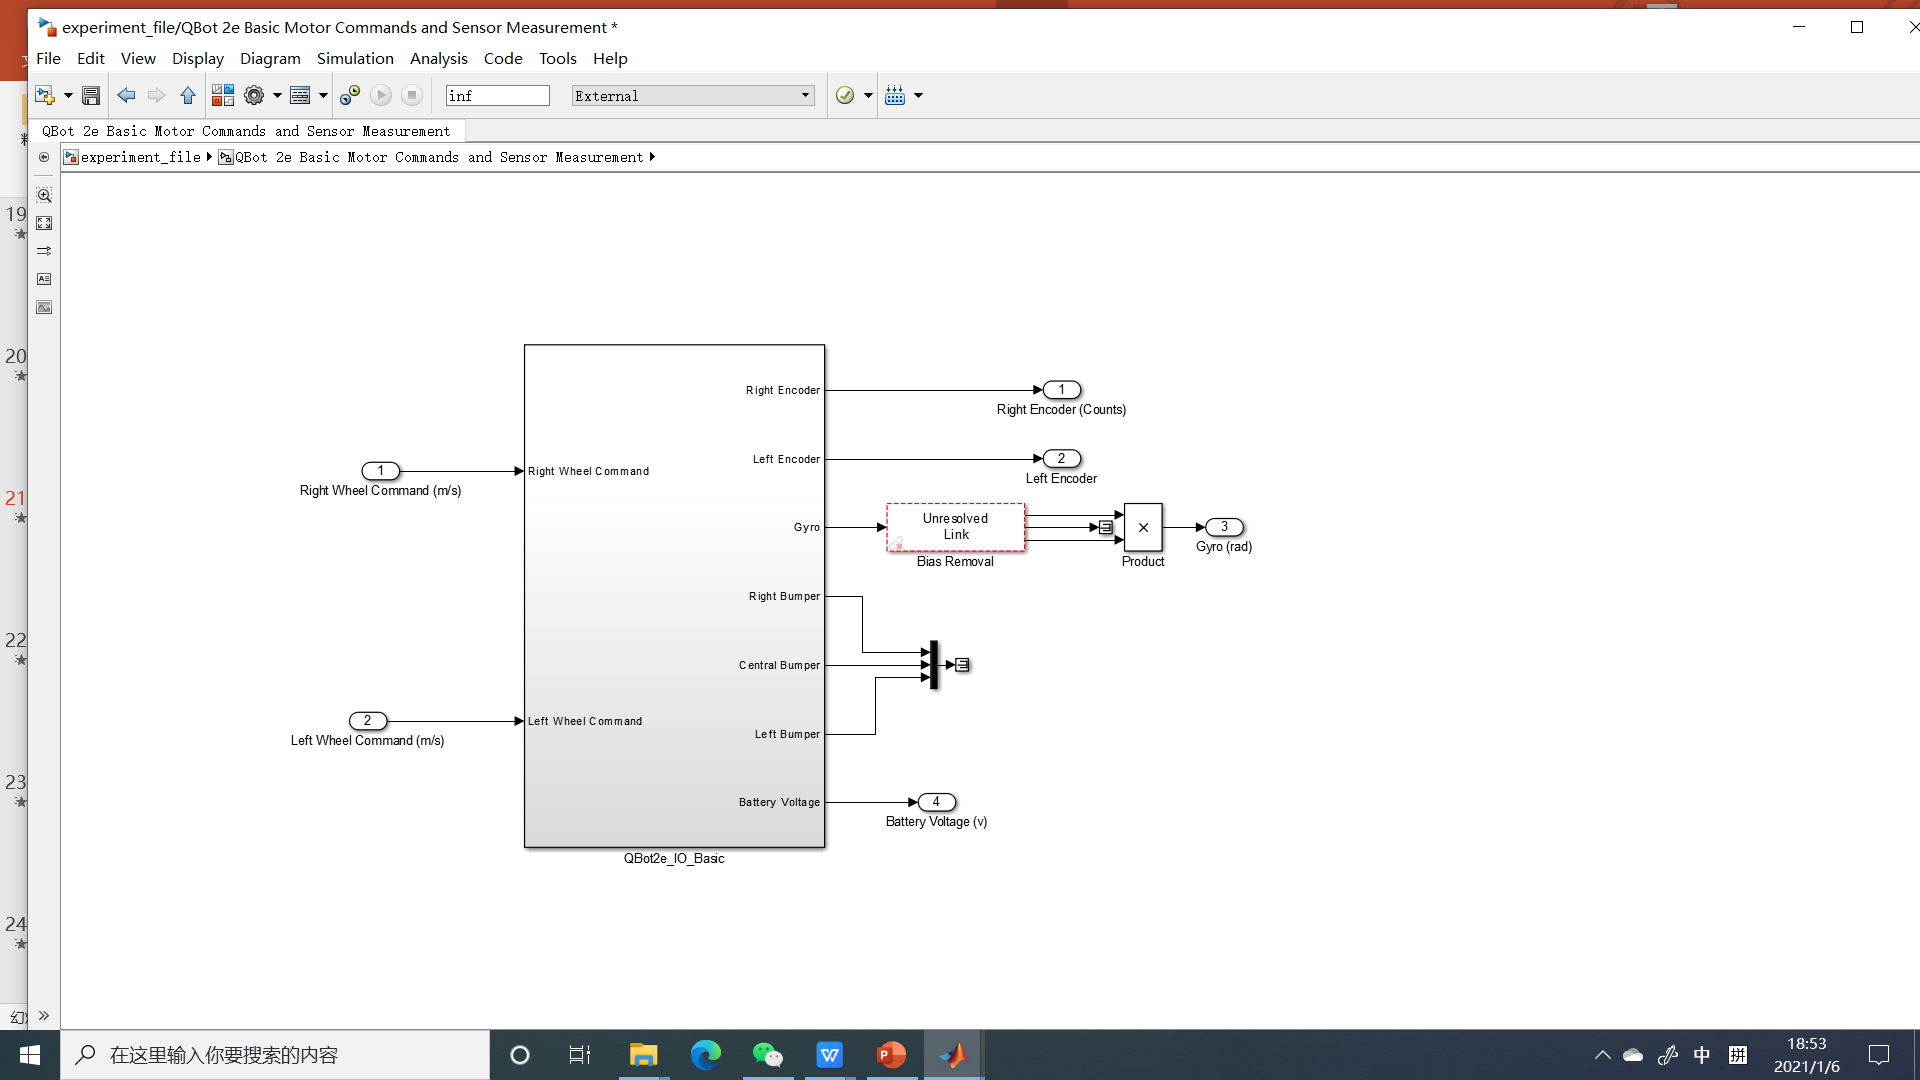 experiment_file/QBot 2e Basic Motor Commands and Sensor Measurement *
File Edit View Display Diagram Simulation Analysis Code Tools Help
inf
External
QBot 2e Basic Motor Commands and Sensor Measurement
experiment_file QBot 2e Basic Motor Commands and Sensor Measurement
19
20
21
22
23
24
Right Encoder
1
Right Encoder (Counts)
Left Encoder
2
Left Encoder
1
Right Wheel Command
Right Wheel Command (m/s)
Gyro
Unresolved
Link
Bias Removal
×
Product
3
Gyro (rad)
Right Bumper
Central Bumper
Left Bumper
2
Left Wheel Command
Left Wheel Command (m/s)
Battery Voltage
4
Battery Voltage (v)
QBot2e_IO_Basic
在这里输入你要搜索的内容
中
拼
18:53
2021/1/6